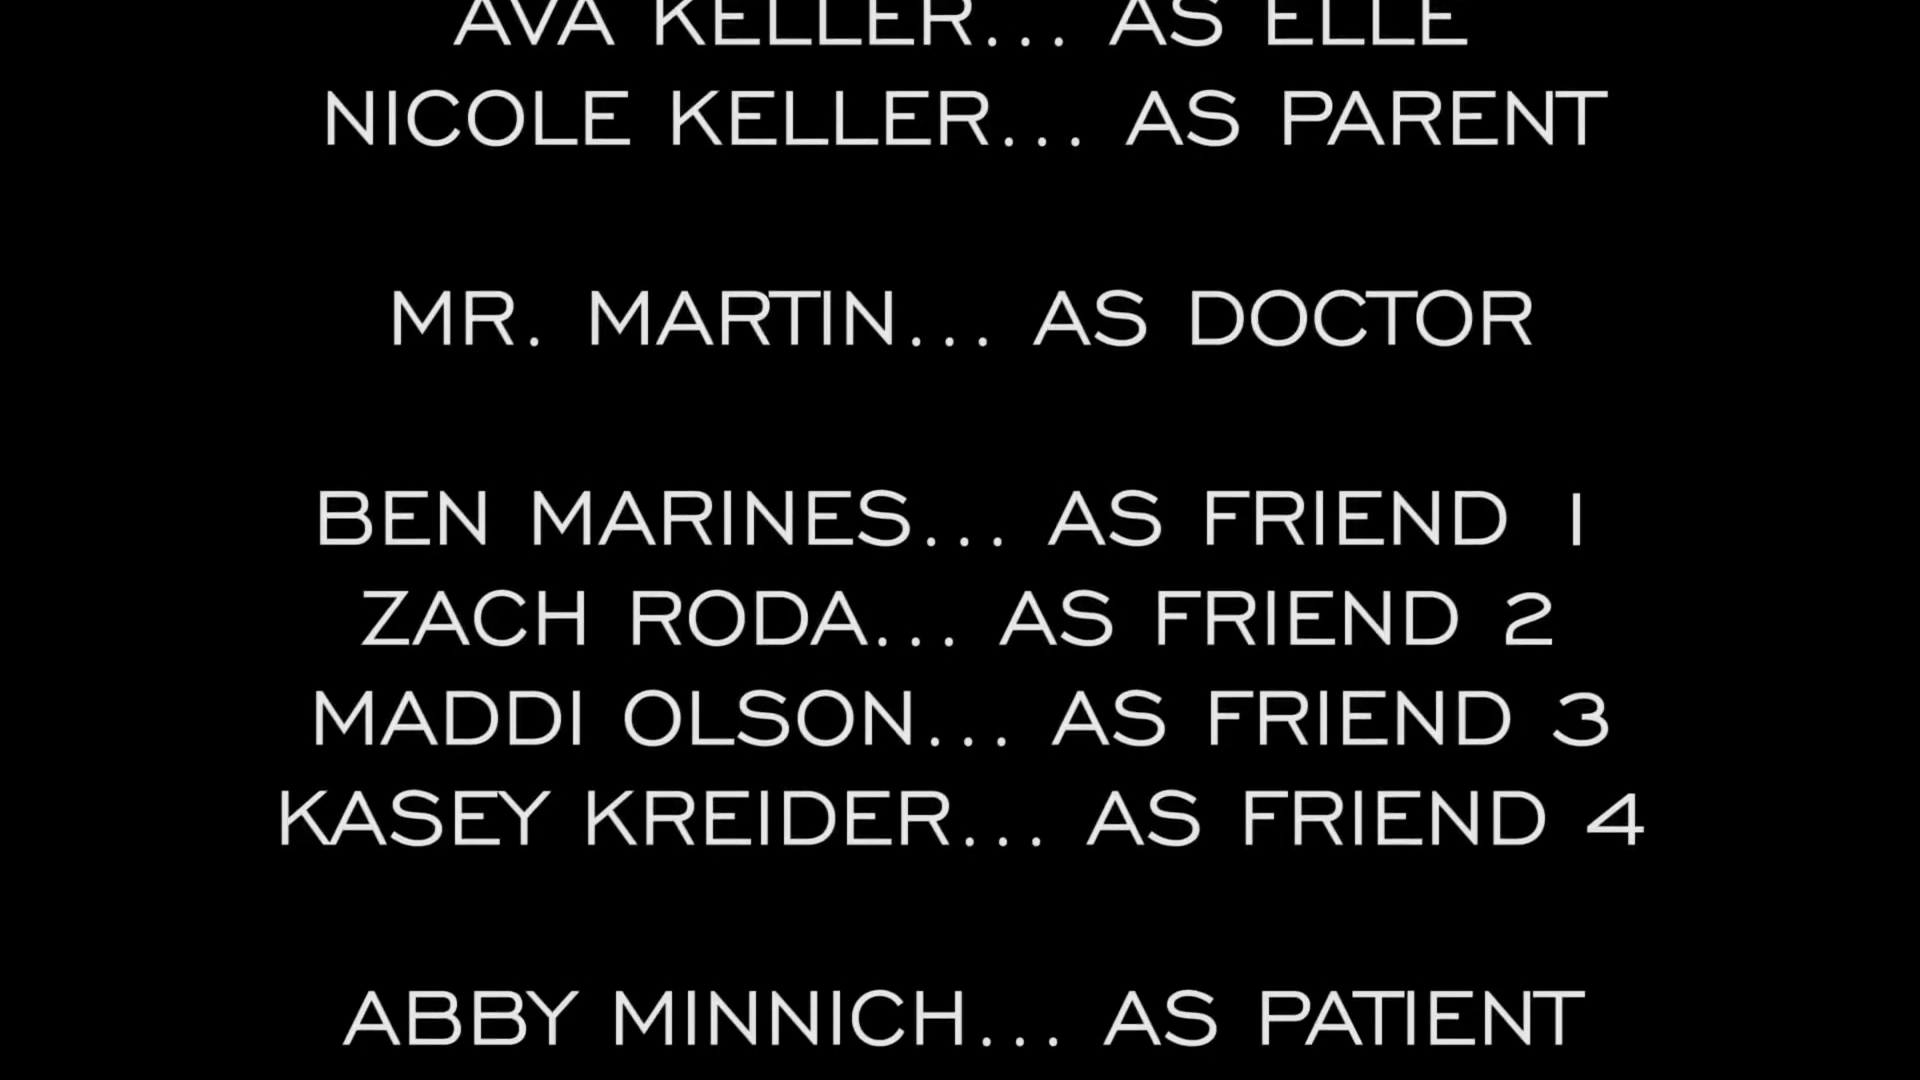 AVA KELLER... AS ELLE
NICOLE KELLER... AS PARENT
MR. MARTIN... AS DOCTOR
BEN MARINES... AS FRIEND 1
ZACH RODA... AS FRIEND 2
MADDI OLSON... AS FRIEND 3
KASEY KREIDER... AS FRIEND 4
ABBY MINNICH... AS PATIENT